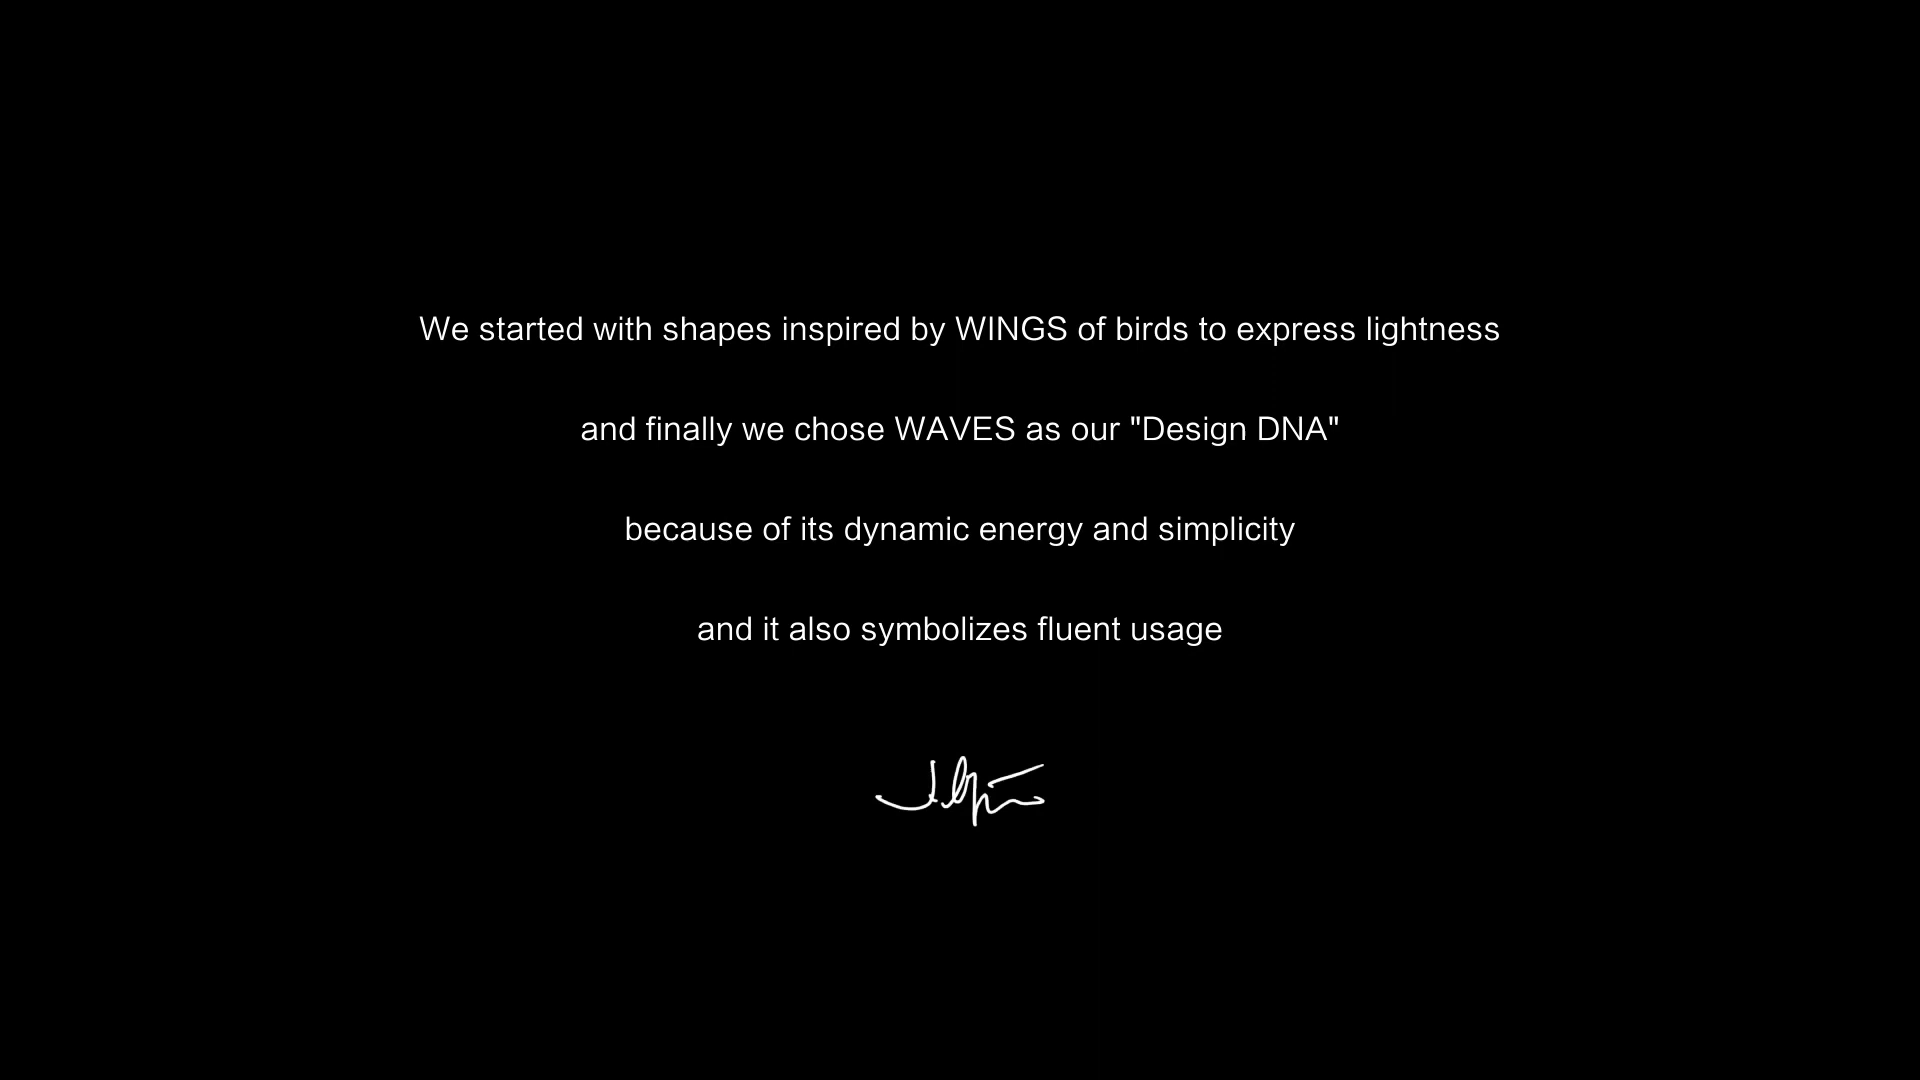 We started with shapes inspired by WINGS of birds to express lightness
and finally we chose WAVES as our "Design DNA"
because of its dynamic energy and simplicity
and it also symbolizes fluent usage